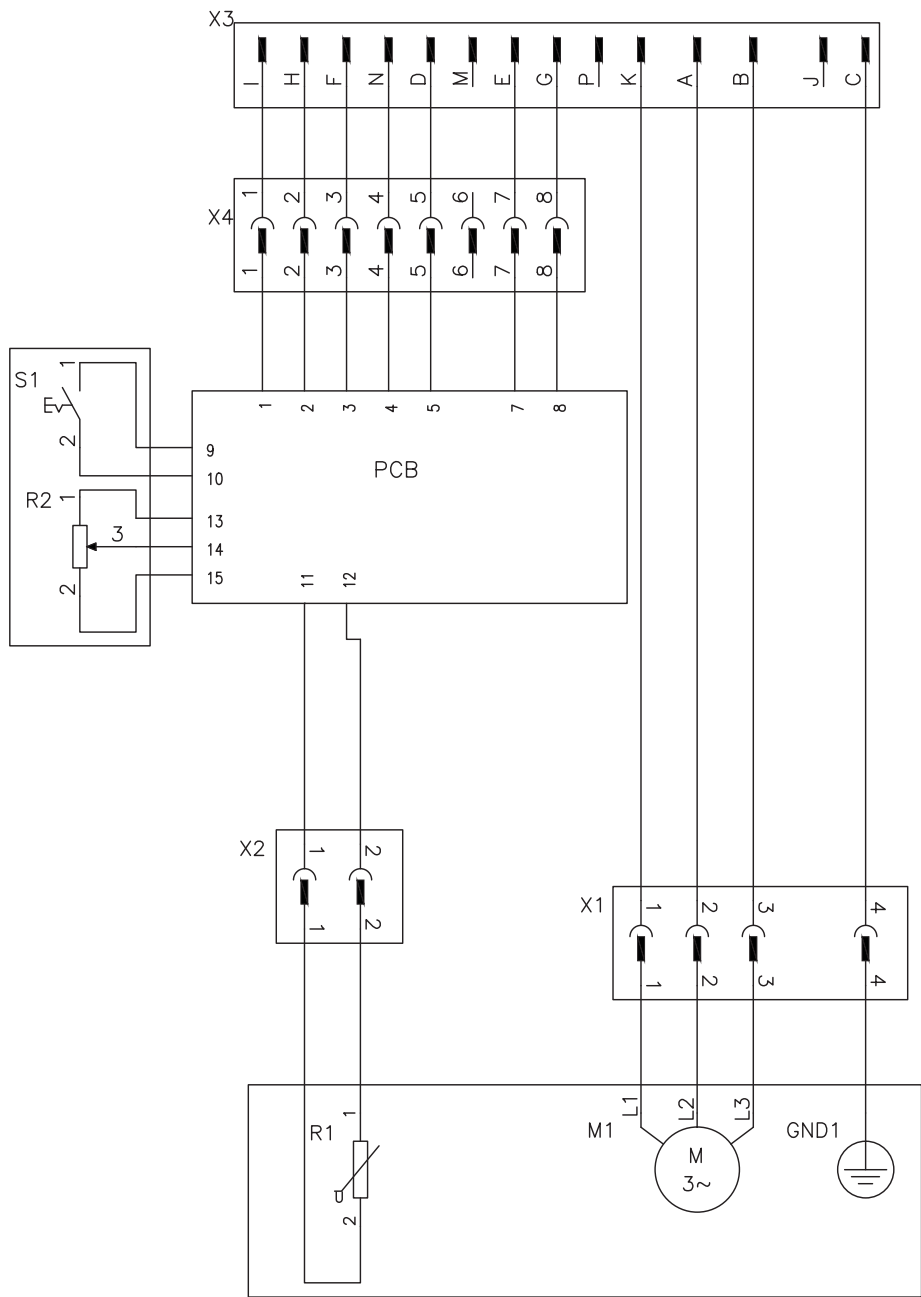 X3
I H F N D M E G P K A B J C
1 2 3 4 5 6 7 8
X4
1 2 3 4 5 6 7 8
1 2 3 4 5 7 8
PCB
S1
1
2
9
10
R2
1
3
2
13
14
15
11 12
X2
1 2
1 2
X1
1 2 3 4
1 2 3 4
R1
1
2
M1
L1 L2 L3
M
3~
GND1